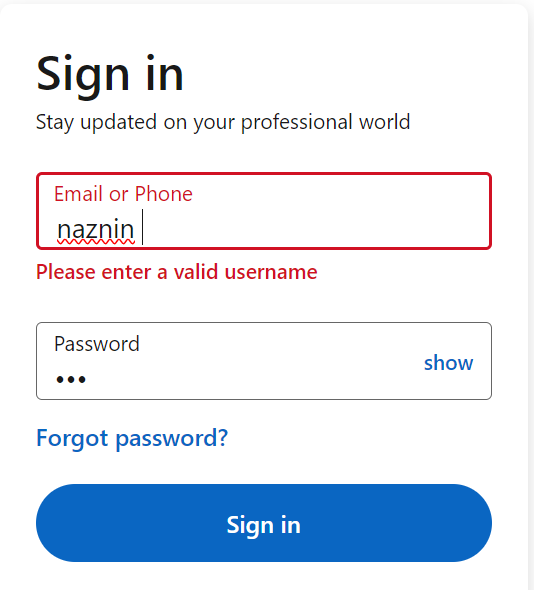 Sign in
Stay updated on your professional world
Email or Phone
naznin
Please enter a valid username
Password
•••
show
Forgot password?
Sign in